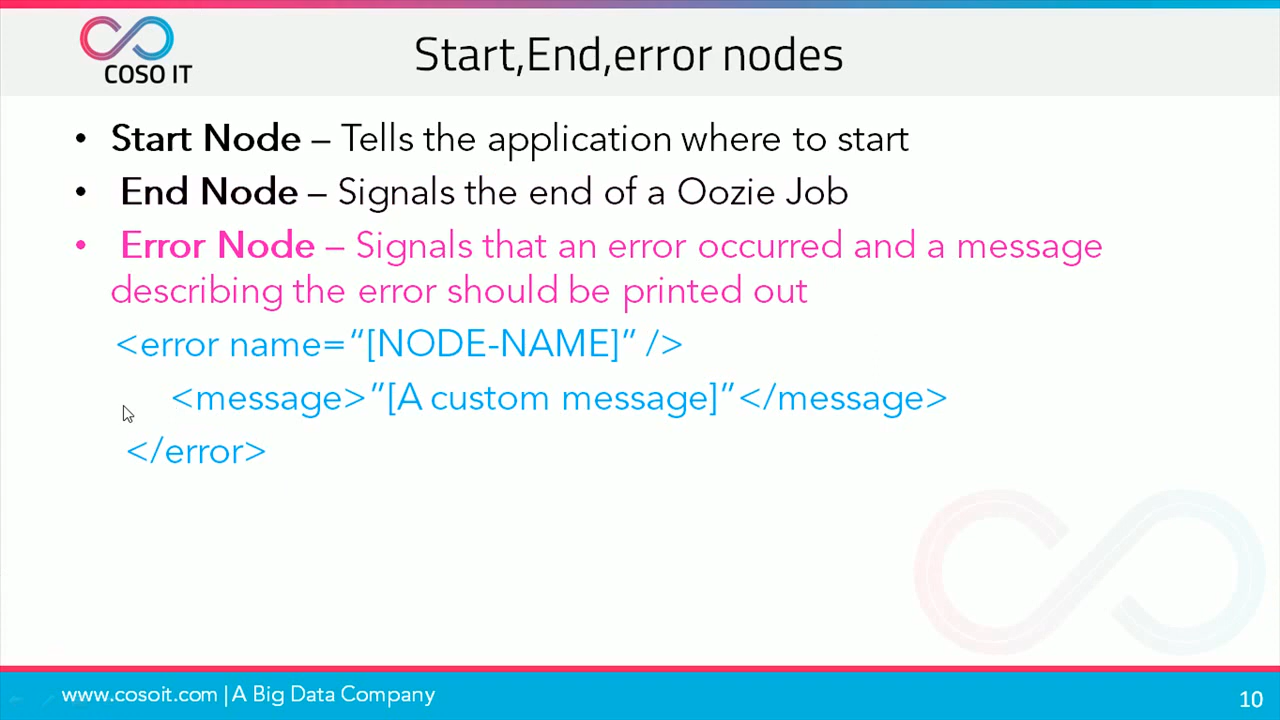 COSO IT
Start,End,error nodes
• Start Node – Tells the application where to start
• End Node – Signals the end of a Oozie Job
• Error Node – Signals that an error occurred and a message
describing the error should be printed out
<error name=“[NODE-NAME]” />
<message>”[A custom message]”</message>
</error>
www.cosoit.com | A Big Data Company
10